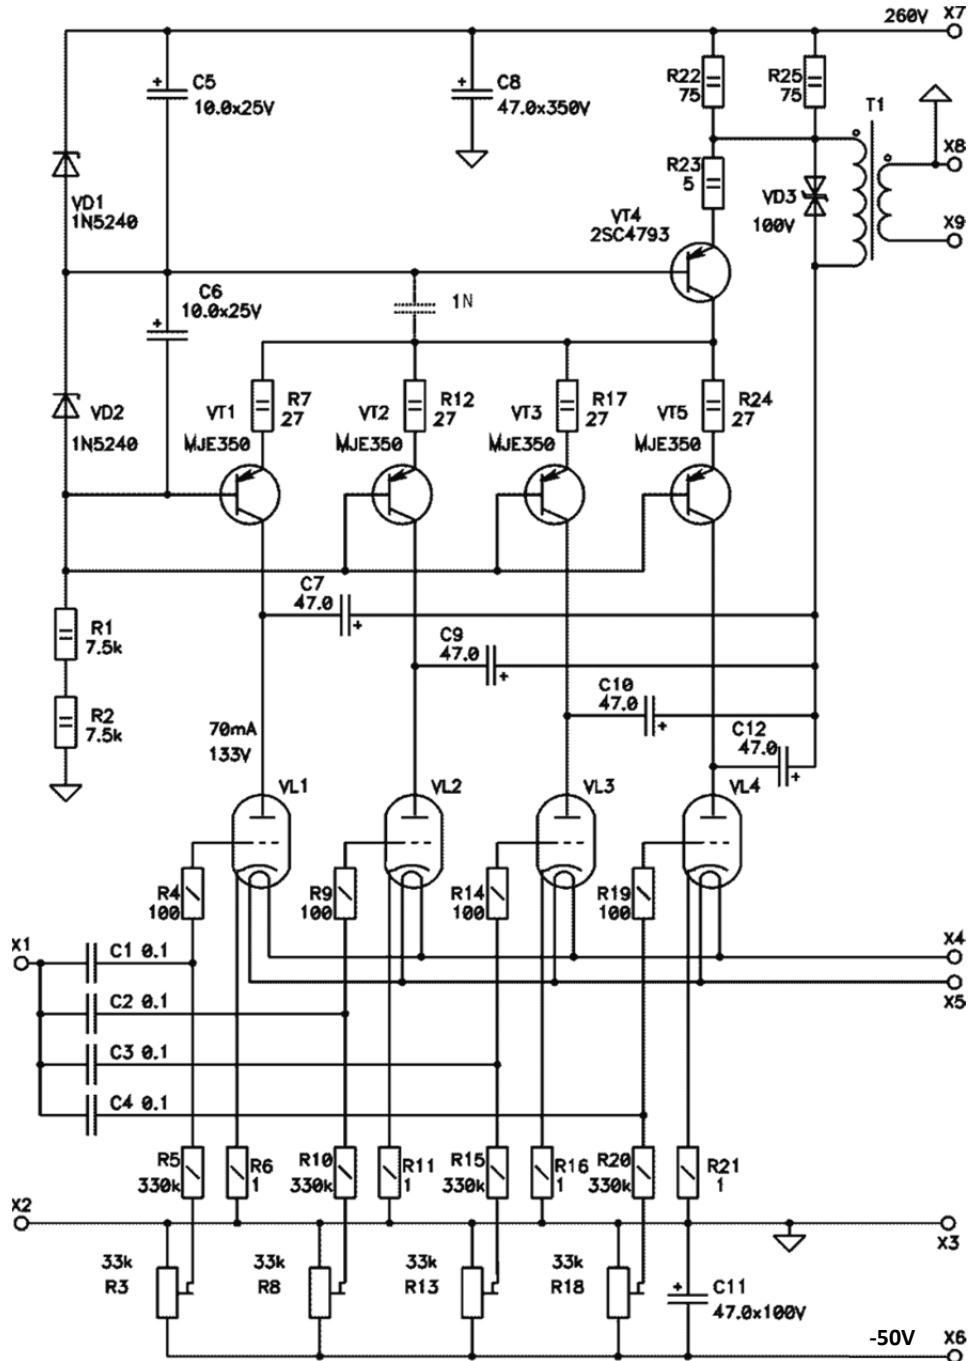 260V X7
C5
10.0x25V
C8
47.0x350V
R22
75
R25
75
T1
X8
R23
5
VD1
1N5240
VT4
2SC4793
VD3
100V
X9
C6
10.0x25V
1N
VD2
1N5240
VT1
MJE350
R7
27
VT2
MJE350
R12
27
VT3
MJE350
R17
27
VT5
MJE350
R24
27
C7
47.0
R1
7.5k
C9
47.0
C10
47.0
R2
7.5k
70mA
133V
C12
47.0
VL1
VL2
VL3
VL4
R4
100
R9
100
R14
100
R19
100
X1
C1 0.1
X4
X5
C2 0.1
C3 0.1
C4 0.1
R5
330k
R6
1
R10
330k
R11
1
R15
330k
R16
1
R20
330k
R21
1
X2
X3
33k
R3
33k
R8
33k
R13
33k
R18
C11
47.0x100V
-50V X6